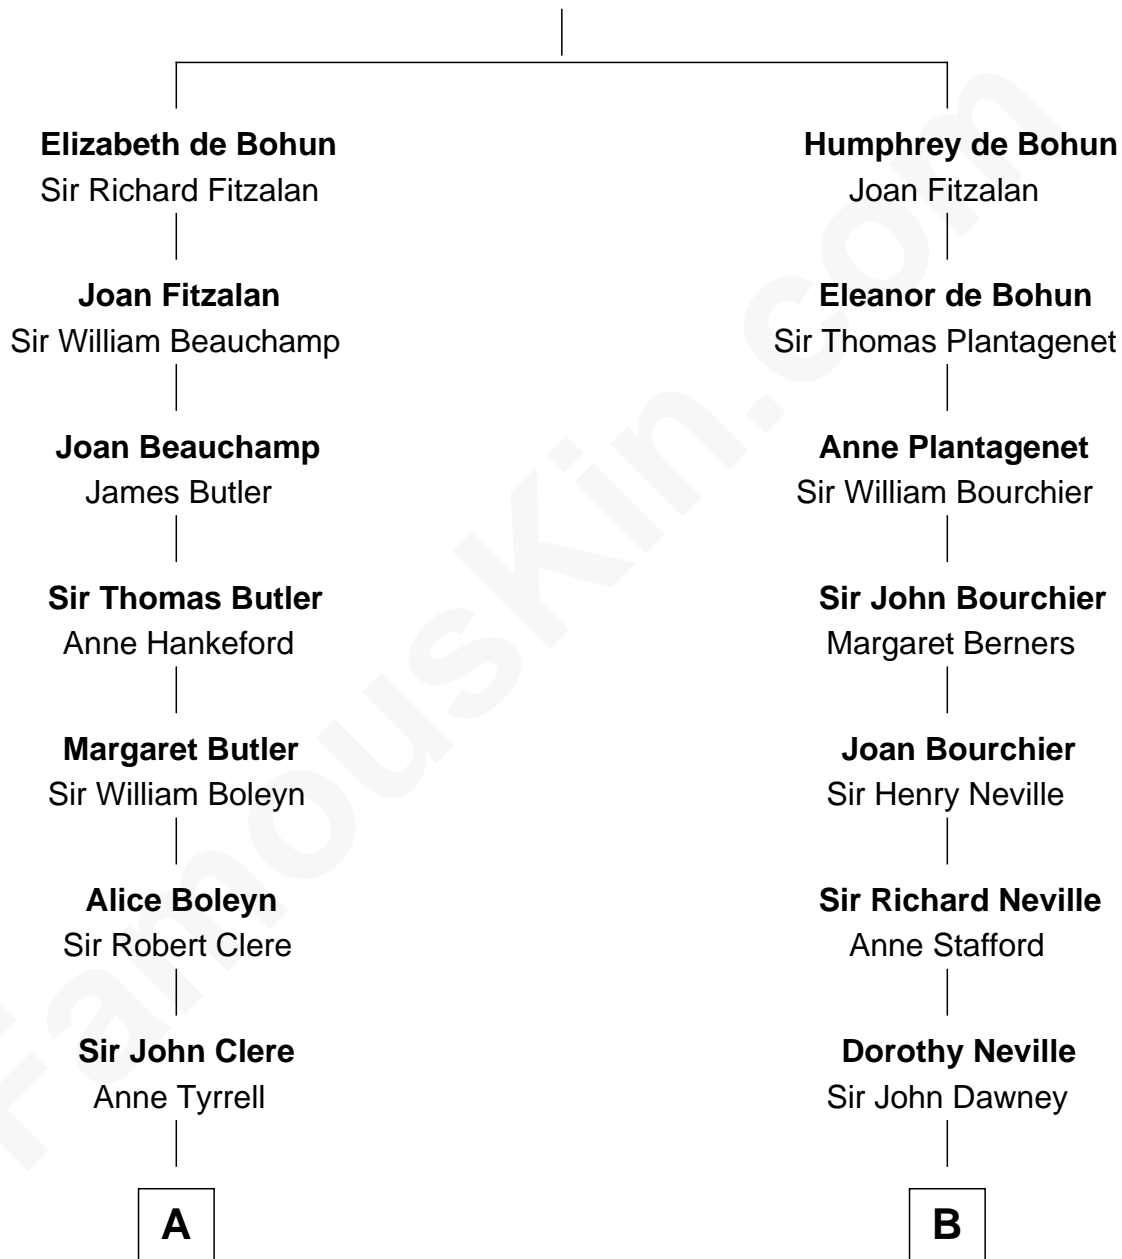 Elizabeth de Bohun
Sir Richard Fitzalan
Joan Fitzalan
Sir William Beauchamp
Joan Beauchamp
James Butler
Sir Thomas Butler
Anne Hankeford
Margaret Butler
Sir William Boleyn
Alice Boleyn
Sir Robert Clere
Sir John Clere
Anne Tyrrell
A
Humphrey de Bohun
Joan Fitzalan
Eleanor de Bohun
Sir Thomas Plantagenet
Anne Plantagenet
Sir William Bourchier
Sir John Bourchier
Margaret Berners
Joan Bourchier
Sir Henry Neville
Sir Richard Neville
Anne Stafford
Dorothy Neville
Sir John Dawney
B
FamousKin.com